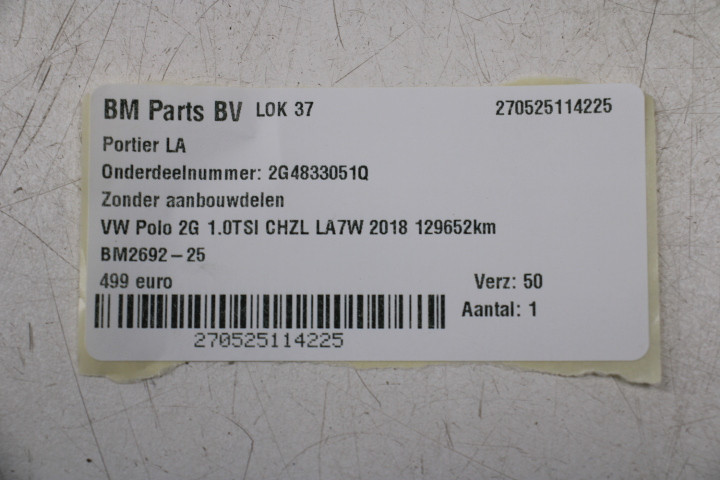 BM Parts BV LOK 37 270525114225
Portier LA
Onderdeelnummer: 2G4833051Q
Zonder aanbouwdelen
VW Polo 2G 1.0TSI CHZL LA7W 2018 129652km
BM2692-25
499 euro Verz: 50
Aantal: 1
270525114225